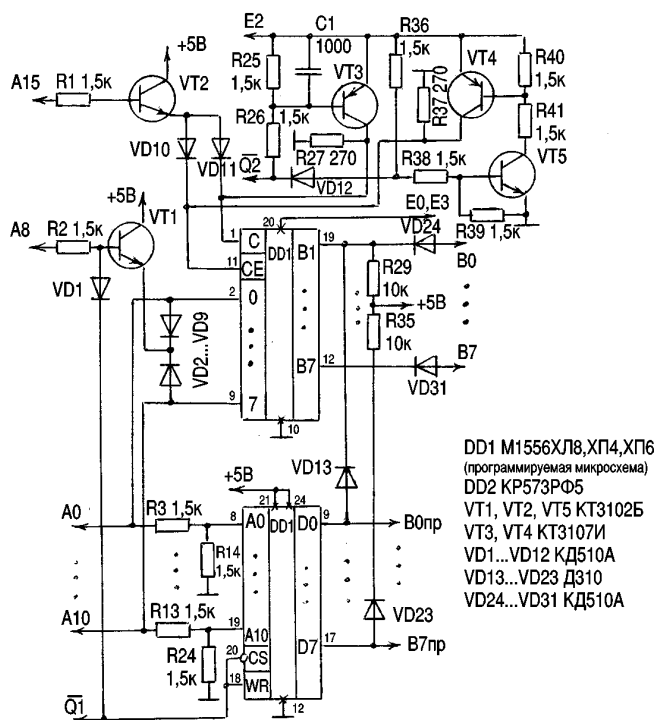 E2
C1
1000
R25
1,5к
R26
1,5к
VT3
R36
1,5к
VT4
R37 270
R40
1,5к
R41
1,5к
VT5
+5В
A15
R1 1,5к
VT2
VD10
VD11
R27 270
Q2
VD12
R38 1,5к
R39 1,5к
+5В
A8
R2 1,5к
VT1
VD1
VD2...VD9
20
E0,E3
1
C
DD1
B1
19
VD24
B0
11
CE
2
0
R29
10к
+5В
R35
10к
9
7
B7
12
B7
VD31
10
VD13
+5В
21
24
A0
R3 1,5к
8
A0
DD1
D0
9
B0пр
R14
1,5к
A10
R13 1,5к
19
A10
D7
17
B7пр
VD23
R24
1,5к
20
CS
18
WR
12
Q1
DD1 М1556ХЛ8,ХП4,ХП6
(программируемая микросхема)
DD2 КР573РФ5
VT1, VT2, VT5 КТ3102Б
VT3, VT4 КТ3107И
VD1...VD12 КД510А
VD13...VD23 Д310
VD24...VD31 КД510А